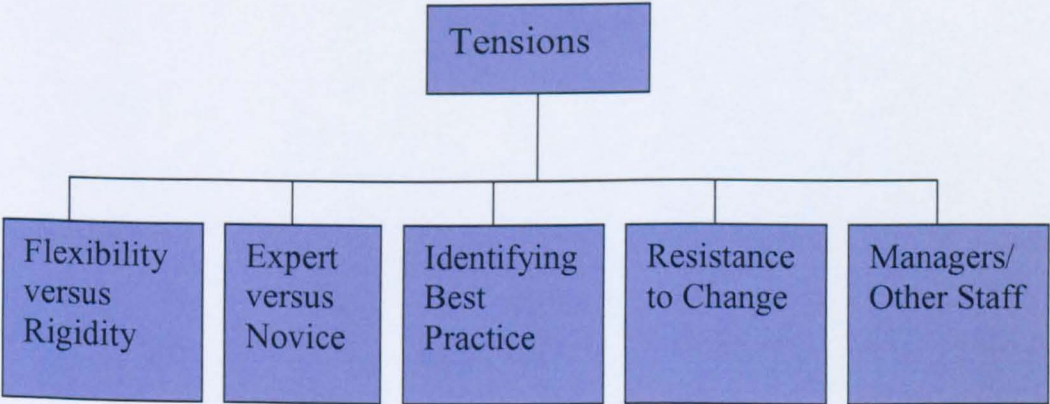 Tensions
Flexibility
versus
Rigidity
Expert
versus
Novice
Identifying
Best
Practice
Resistance
to Change
Managers/
Other Staff